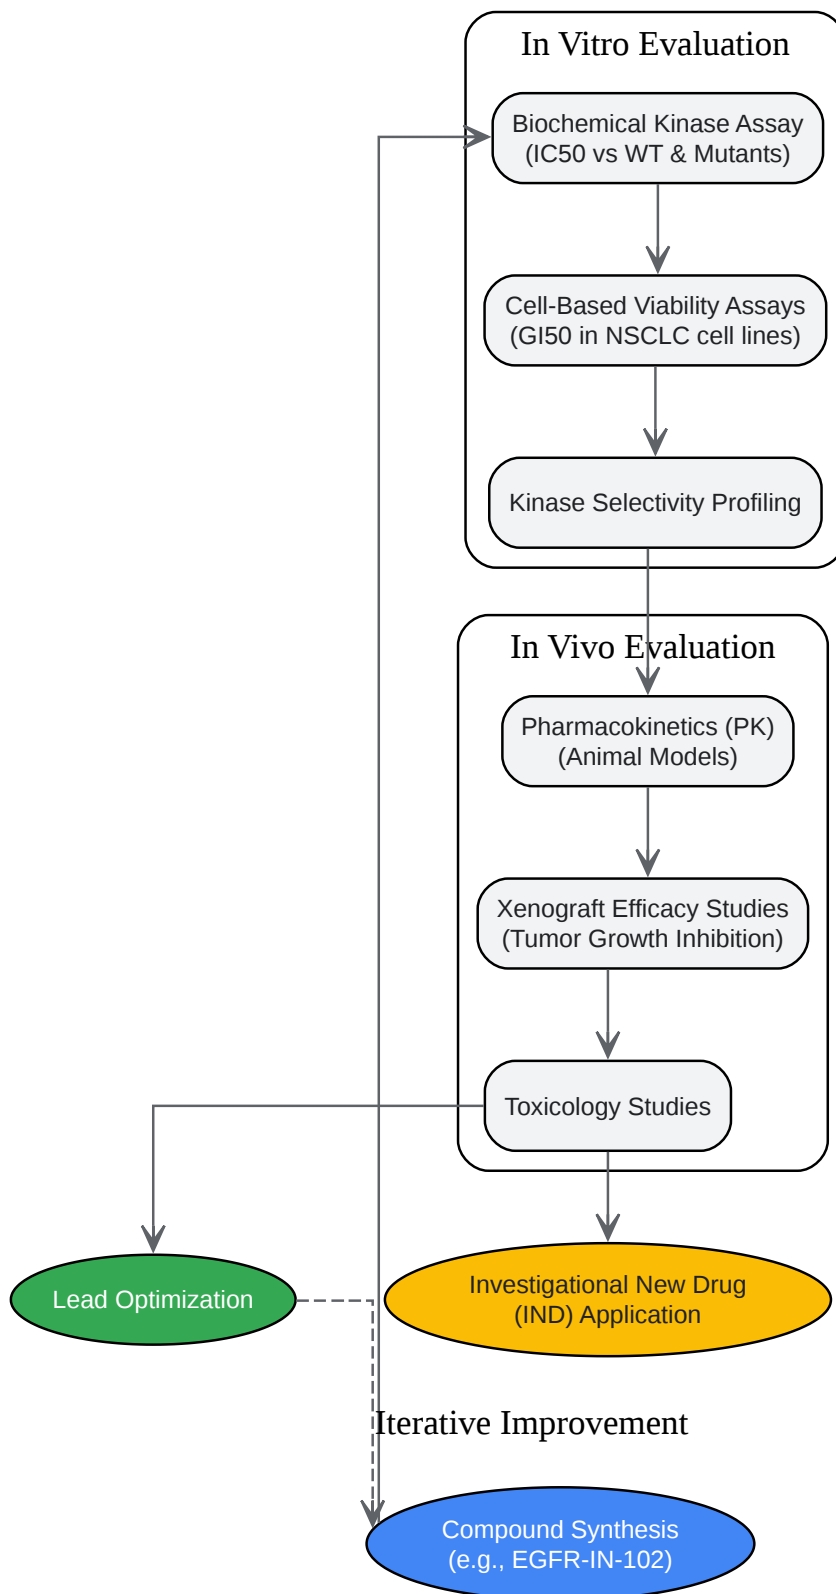 In Vitro Evaluation
Biochemical Kinase Assay
(IC50 vs WT & Mutants)
Cell-Based Viability Assays
(GI50 in NSCLC cell lines)
Kinase Selectivity Profiling
In Vivo Evaluation
Pharmacokinetics (PK)
(Animal Models)
Xenograft Efficacy Studies
(Tumor Growth Inhibition)
Toxicology Studies
Lead Optimization
Investigational New Drug
(IND) Application
Iterative Improvement
Compound Synthesis
(e.g., EGFR-IN-102)